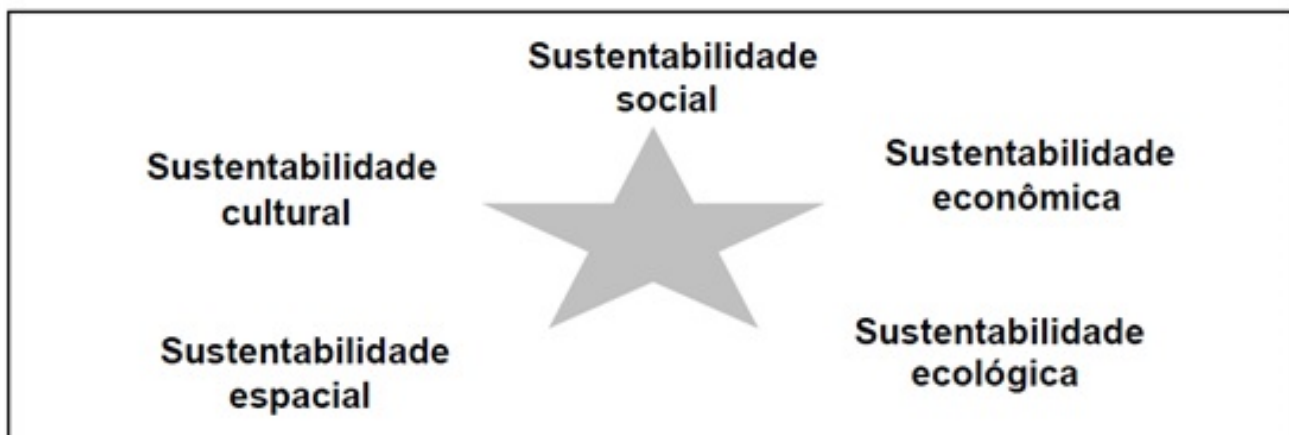 Sustentabilidade
social
Sustentabilidade
cultural
Sustentabilidade
econômica
Sustentabilidade
espacial
Sustentabilidade
ecológica